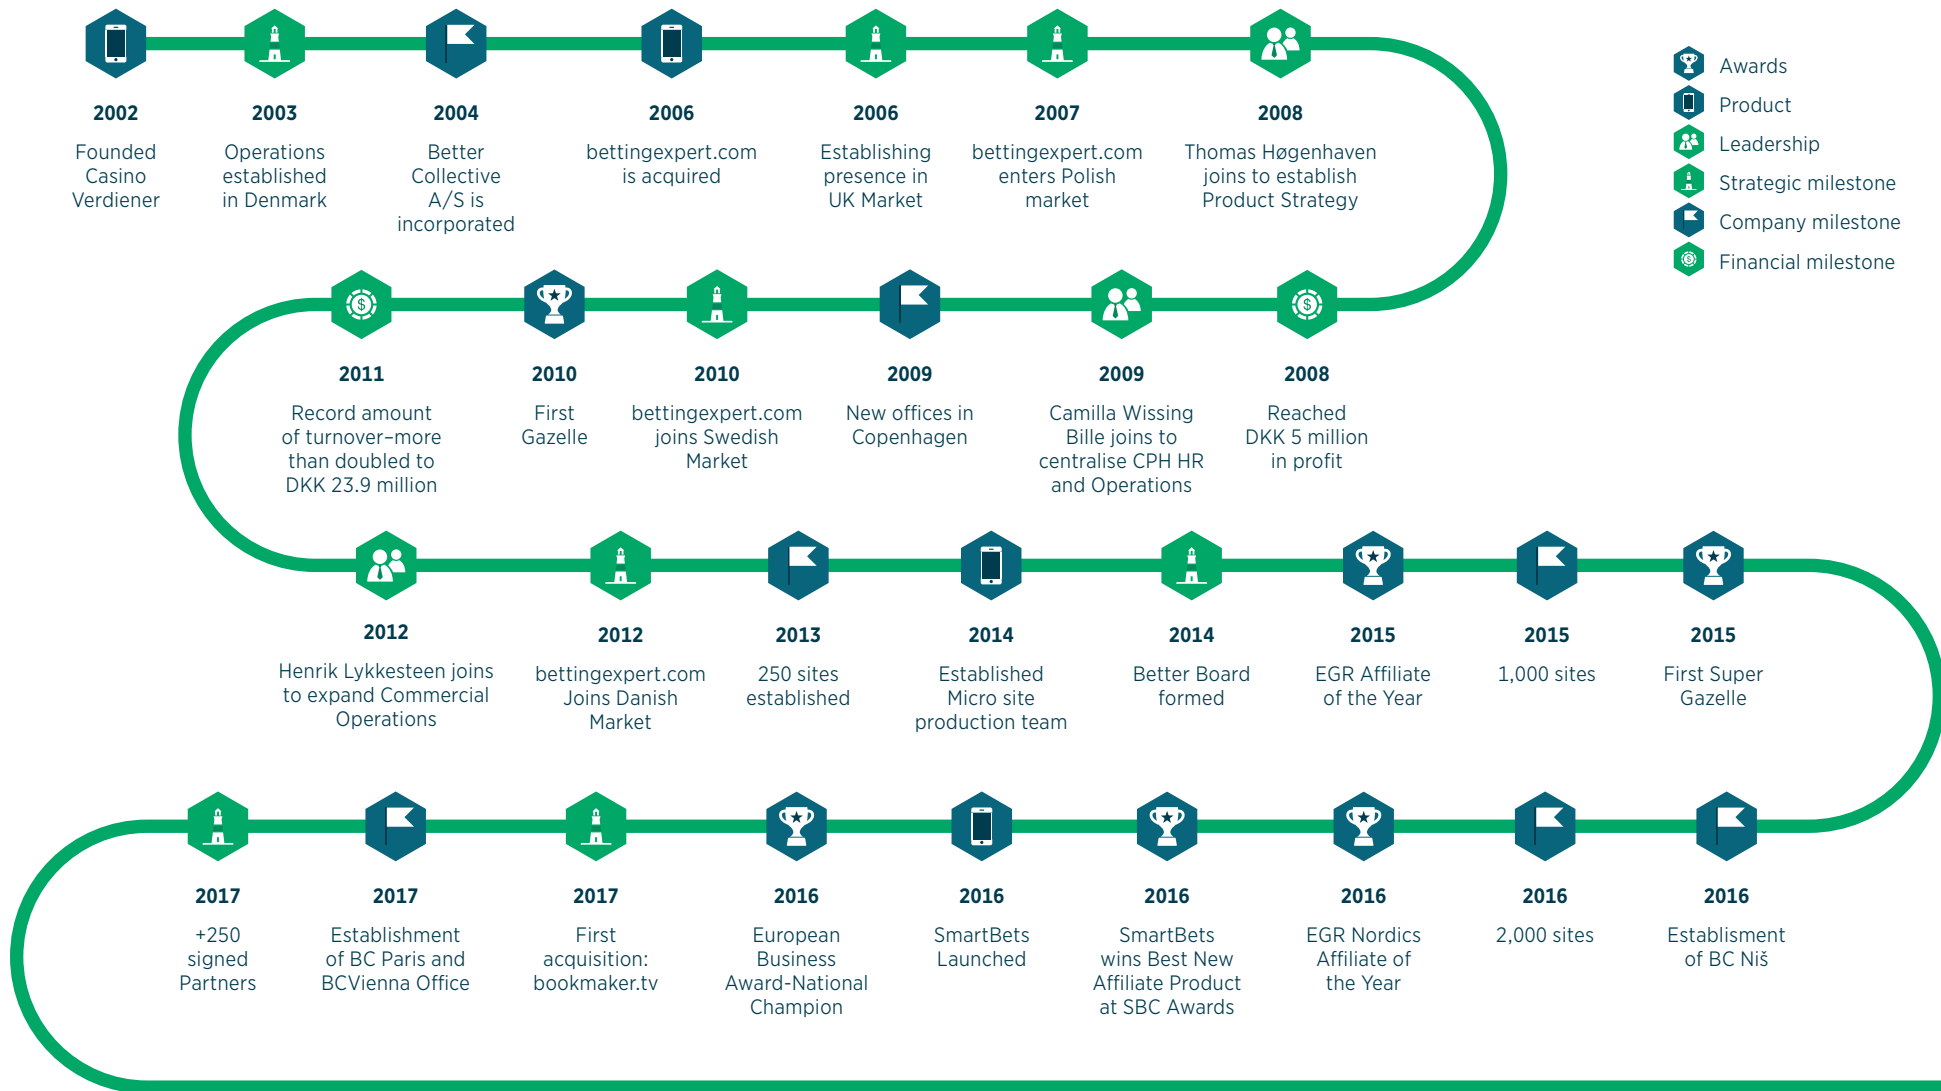 2002
Founded
Casino
Verdiener
2003
Operations
established
in Denmark
2004
Better
Collective
A/S is
incorporated
2006
bettingexpert.com
is acquired
2006
Establishing
presence in
UK Market
2007
bettingexpert.com
enters Polish
market
2008
Thomas Høgenhaven
joins to establish
Product Strategy
Awards
Product
Leadership
Strategic milestone
Company milestone
Financial milestone
2011
Record amount
of turnover–more
than doubled to
DKK 23.9 million
2010
First
Gazelle
2010
bettingexpert.com
joins Swedish
Market
2009
New offices in
Copenhagen
2009
Camilla Wissing
Bille joins to
centralise CPH HR
and Operations
2008
Reached
DKK 5 million
in profit
2012
Henrik Lykkesteen joins
to expand Commercial
Operations
2012
bettingexpert.com
Joins Danish
Market
2013
250 sites
established
2014
Established
Micro site
production team
2014
Better Board
formed
2015
EGR Affiliate
of the Year
2015
1,000 sites
2015
First Super
Gazelle
2017
+250
signed
Partners
2017
Establishment
of BC Paris and
BCVienna Office
2017
First
acquisition:
bookmaker.tv
2016
European
Business
Award-National
Champion
2016
SmartBets
Launched
2016
SmartBets
wins Best New
Affiliate Product
at SBC Awards
2016
EGR Nordics
Affiliate of
the Year
2016
2,000 sites
2016
Establisment
of BC Niš